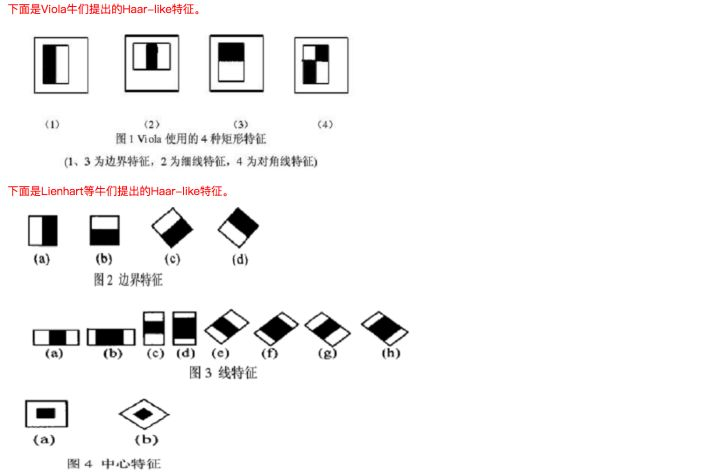 下面是Viola牛们提出的Haar-like特征。
(1) (2) (3) (4)
图1 Viola 使用的 4 种矩形特征
(1、3 为边界特征，2 为细线特征，4 为对角线特征)
下面是Lienhart等牛们提出的Haar-like特征。
(a) (b) (c) (d)
图2 边界特征
(a) (b) (c) (d) (e) (f) (g) (h)
图3 线特征
(a) (b)
图4 中心特征